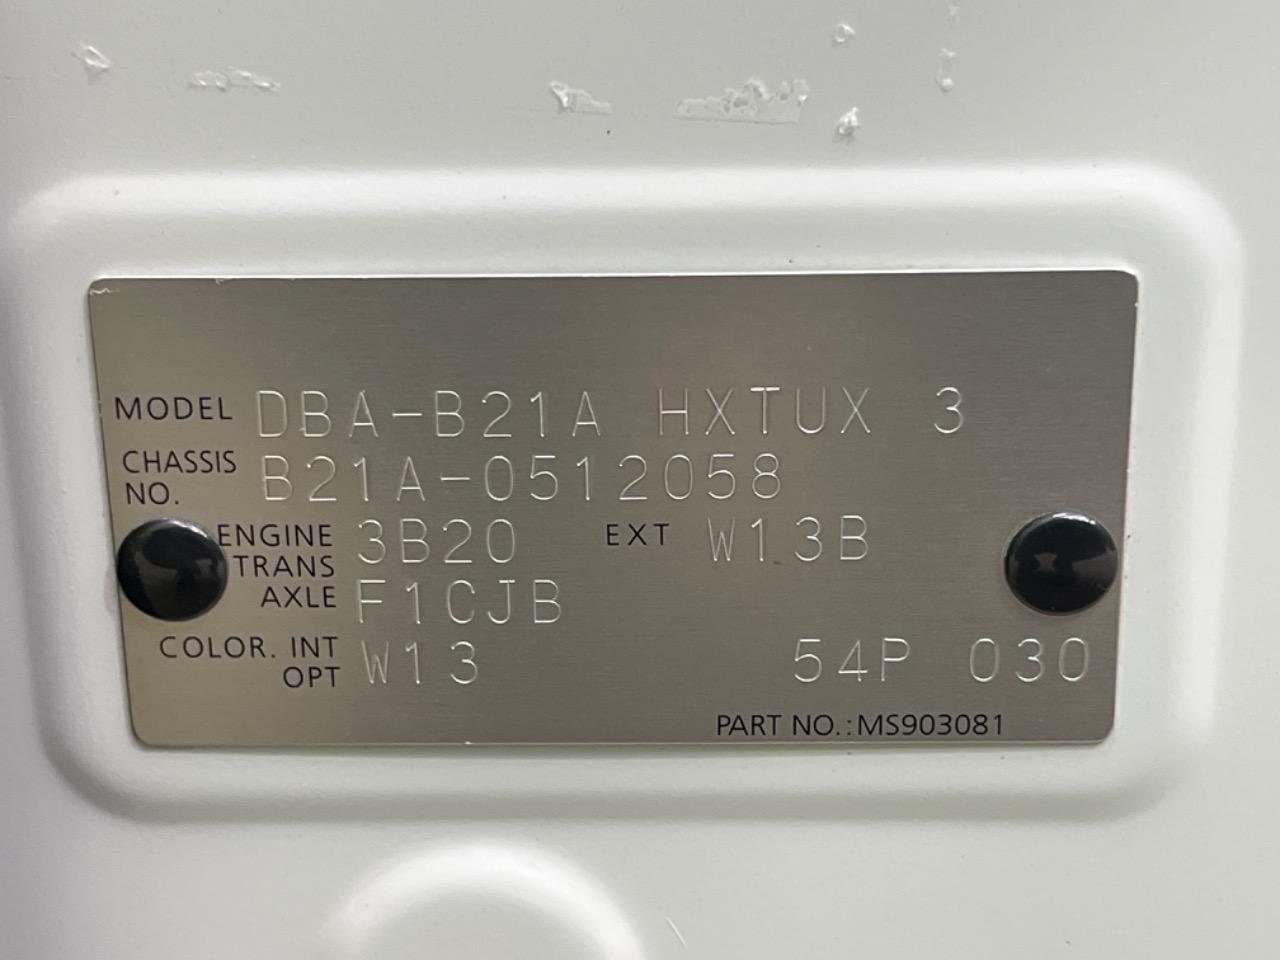 MODEL DBA-B21A HXTUX 3
CHASSIS NO. B21A-0512058
ENGINE 3B20 EXT W13B
TRANS
AXLE F1CJB
COLOR. INT W13 54P 030
OPT
PART NO.:MS903081